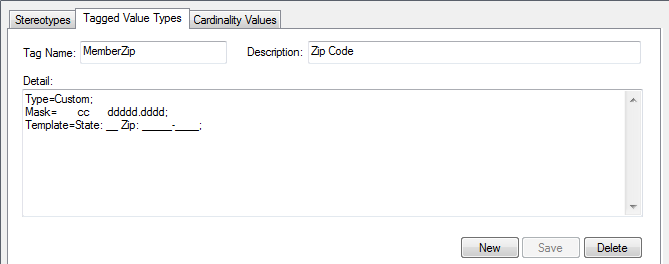 Stereotypes Tagged Value Types Cardinality Values
Tag Name: MemberZip Description: Zip Code
Detail:
Type=Custom;
Mask=       cc      ddddd.dddd;
Template=State: __ Zip: _____-____;
New Save Delete